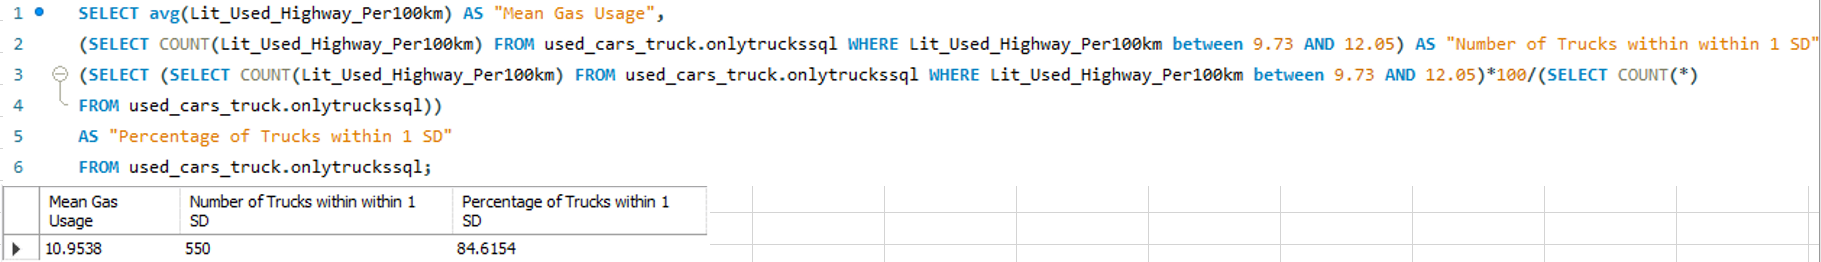 1 SELECT avg(Lit_Used_Highway_Per100km) AS "Mean Gas Usage",
2 (SELECT COUNT(Lit_Used_Highway_Per100km) FROM used_cars_truck.onlytruckssql WHERE Lit_Used_Highway_Per100km between 9.73 AND 12.05) AS "Number of Trucks within within 1 SD"
3 (SELECT (SELECT COUNT(Lit_Used_Highway_Per100km) FROM used_cars_truck.onlytruckssql WHERE Lit_Used_Highway_Per100km between 9.73 AND 12.05)*100/(SELECT COUNT(*)
4 FROM used_cars_truck.onlytruckssql))
5 AS "Percentage of Trucks within 1 SD"
6 FROM used_cars_truck.onlytruckssql;
Mean Gas Usage Number of Trucks within within 1 SD Percentage of Trucks within 1 SD
10.9538 550 84.6154